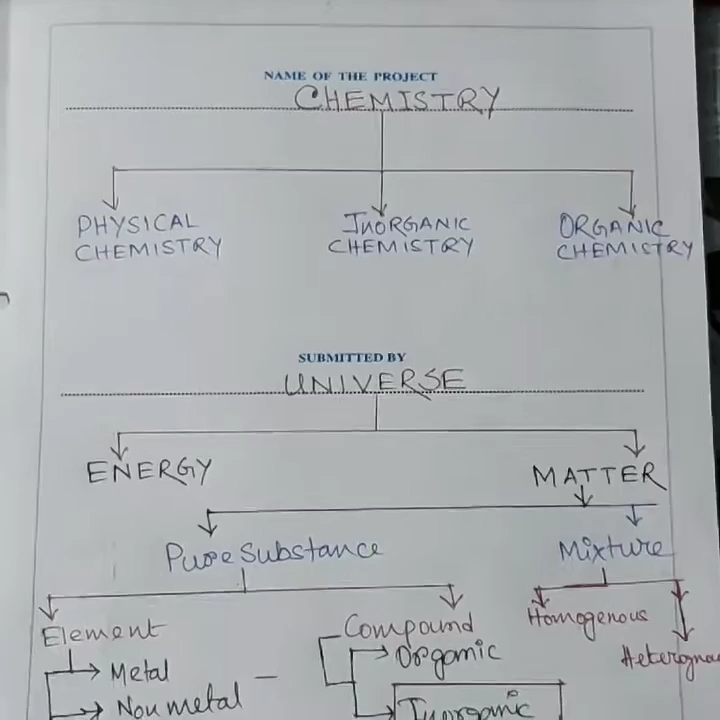 NAME OF THE PROJECT
CHEMISTRY
PHYSICAL CHEMISTRY
INORGANIC CHEMISTRY
ORGANIC CHEMISTRY
SUBMITTED BY
UNIVERSE
ENERGY
MATTER
Pure Substance
Mixture
Element
Compound
Homogenous
Metal
Organic
Non metal
Inorganic